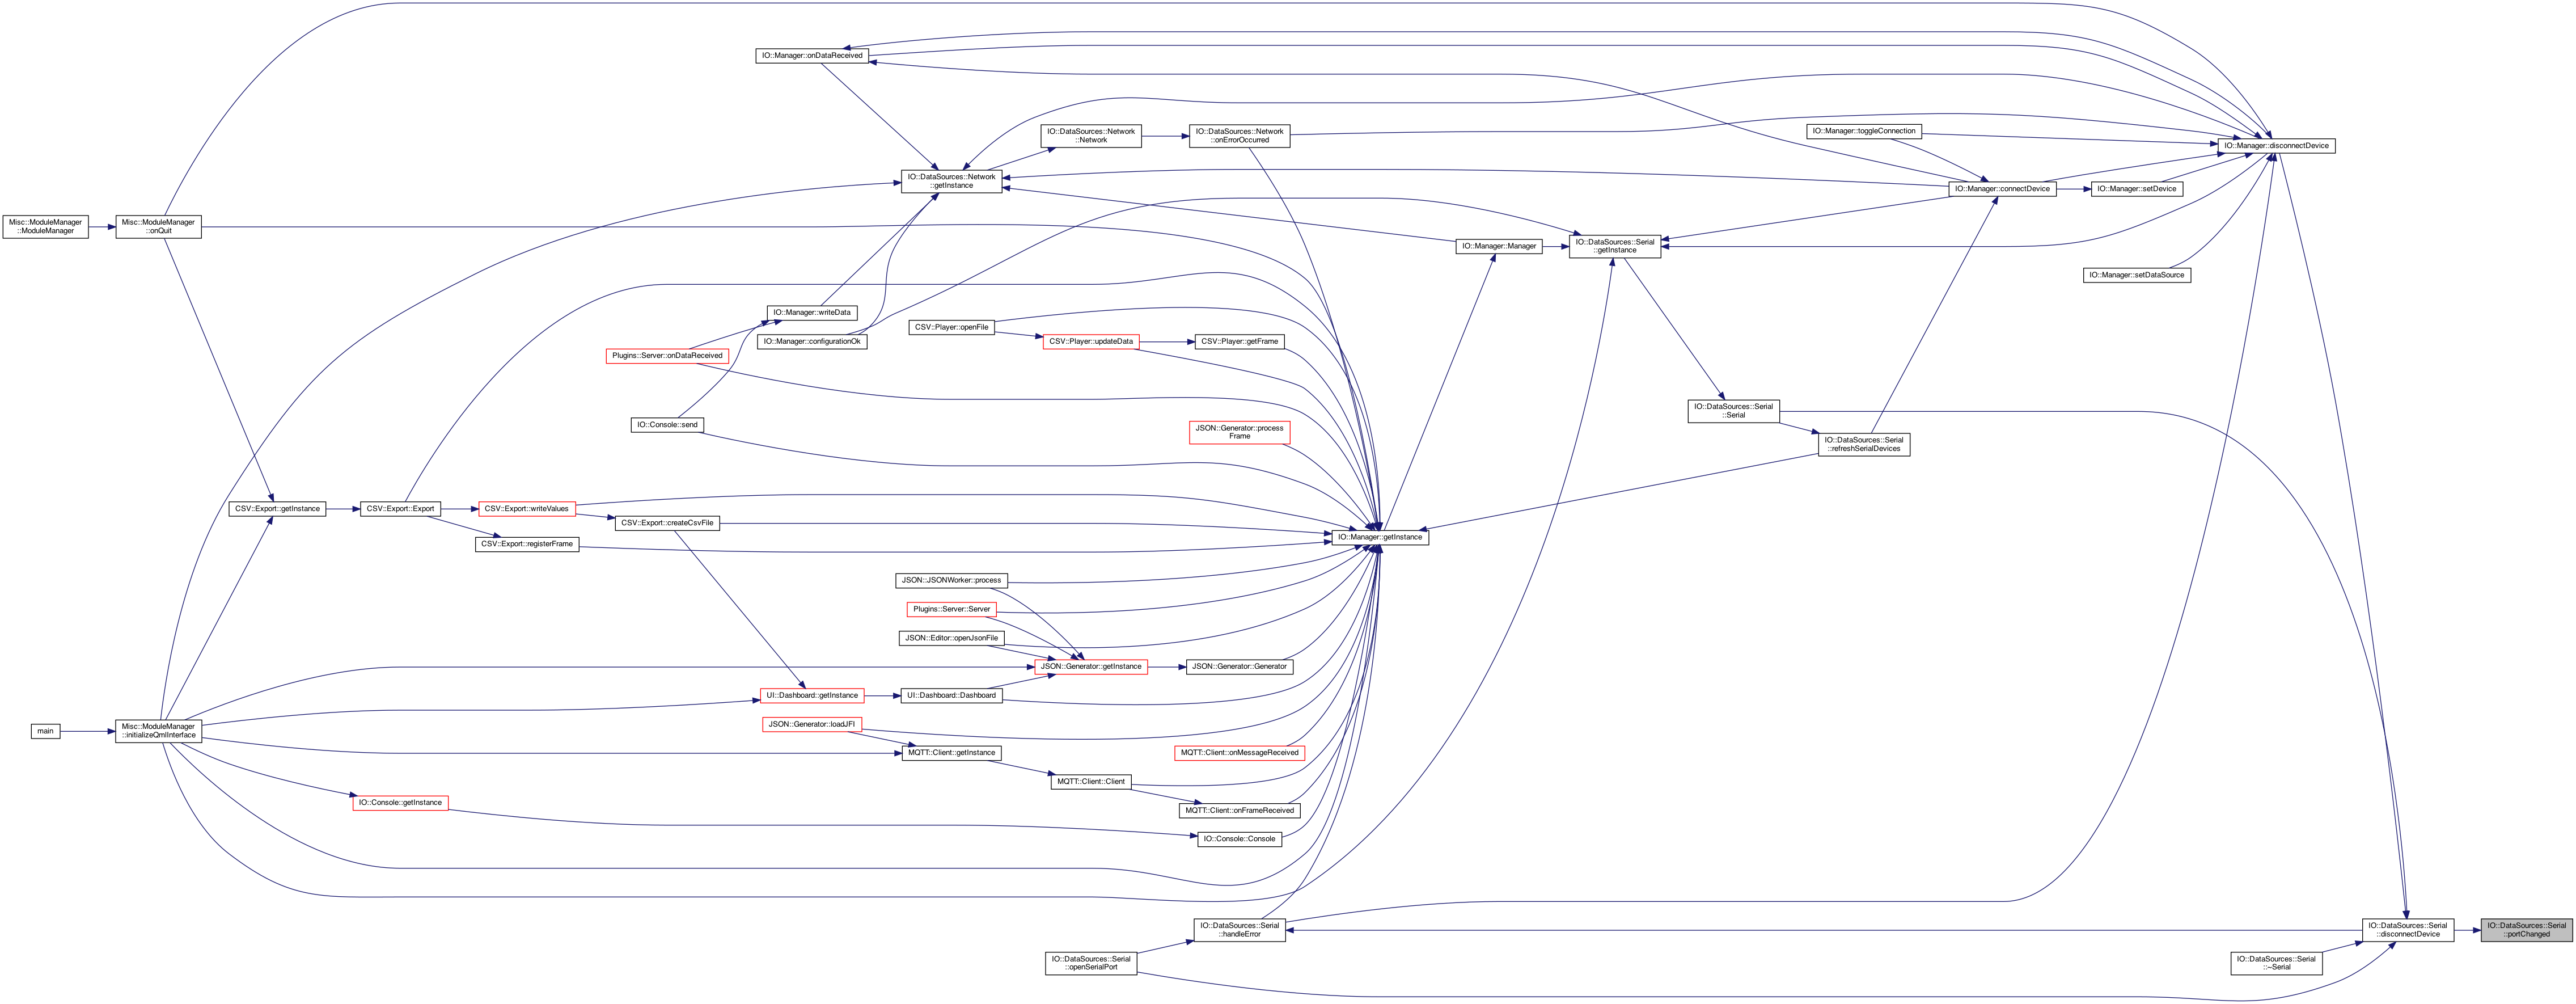 IO::Manager::onDataReceived
IO::DataSources::Network
::Network
IO::DataSources::Network
::onErrorOccurred
IO::Manager::toggleConnection
IO::Manager::disconnectDevice
IO::DataSources::Network
::getInstance
IO::Manager::connectDevice
IO::Manager::setDevice
Misc::ModuleManager
::ModuleManager
Misc::ModuleManager
::onQuit
IO::Manager::Manager
IO::DataSources::Serial
::getInstance
IO::Manager::setDataSource
IO::Manager::writeData
CSV::Player::openFile
IO::Manager::configurationOk
CSV::Player::updateData
CSV::Player::getFrame
Plugins::Server::onDataReceived
IO::DataSources::Serial
::Serial
IO::Console::send
JSON::Generator::process
Frame
IO::DataSources::Serial
::refreshSerialDevices
CSV::Export::getInstance
CSV::Export::Export
CSV::Export::writeValues
CSV::Export::createCsvFile
CSV::Export::registerFrame
IO::Manager::getInstance
JSON::JSONWorker::process
Plugins::Server::Server
JSON::Editor::openJsonFile
JSON::Generator::getInstance
JSON::Generator::Generator
UI::Dashboard::getInstance
UI::Dashboard::Dashboard
JSON::Generator::loadJFI
main
Misc::ModuleManager
::initializeQmlInterface
MQTT::Client::getInstance
MQTT::Client::onMessageReceived
MQTT::Client::Client
IO::Console::getInstance
MQTT::Client::onFrameReceived
IO::Console::Console
IO::DataSources::Serial
::handleError
IO::DataSources::Serial
::disconnectDevice
IO::DataSources::Serial
::portChanged
IO::DataSources::Serial
::openSerialPort
IO::DataSources::Serial
::~Serial